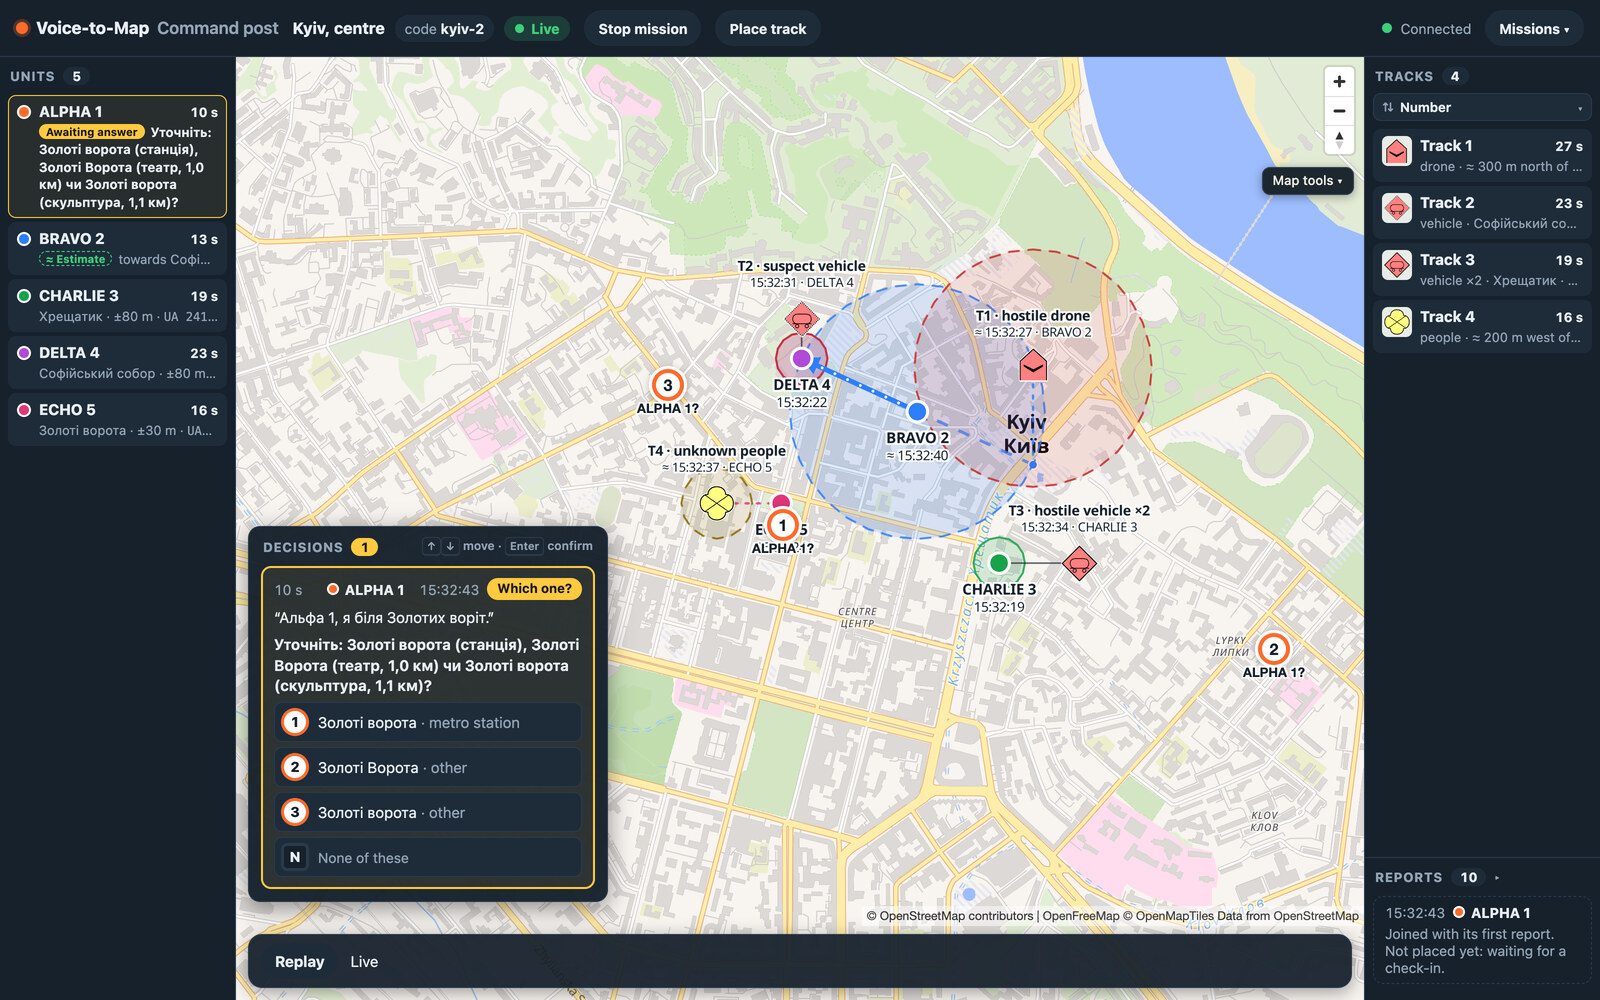 Voice-to-Map Command post Kyiv, centre code kyiv-2 Live Stop mission Place track Connected Missions
UNITS 5
ALPHA 1 10 s
Awaiting answer Уточніть:
Золоті ворота (станція),
Золоті Ворота (театр, 1,0
км) чи Золоті ворота
(скульптура, 1,1 км)?
BRAVO 2 13 s
≈ Estimate towards Софі...
CHARLIE 3 19 s
Хрещатик · ±80 m · UA 241...
DELTA 4 23 s
Софійський собор · ±80 m...
ECHO 5 16 s
Золоті ворота · ±30 m · UA...
+
−
Map tools
T2 · suspect vehicle
15:32:31 · DELTA 4
T1 · hostile drone
≈ 15:32:27 · BRAVO 2
DELTA 4
15:32:22
3
ALPHA 1?
Kyiv
Київ
BRAVO 2
≈ 15:32:40
T4 · unknown people
≈ 15:32:37 · ECHO 5
1
ALPHA 1?
T3 · hostile vehicle ×2
15:32:34 · CHARLIE 3
CHARLIE 3
15:32:19
CENTRE
ЦЕНТР
LYPKY
ЛИПКИ
2
ALPHA 1?
KLOV
КЛОВ
DECISIONS 1 ↑ ↓ move · Enter confirm
10 s ALPHA 1 15:32:43 Which one?
“Альфа 1, я біля Золотих воріт.”
Уточніть: Золоті ворота (станція), Золоті
Ворота (театр, 1,0 км) чи Золоті ворота
(скульптура, 1,1 км)?
1 Золоті ворота · metro station
2 Золоті Ворота · other
3 Золоті ворота · other
N None of these
© OpenStreetMap contributors | OpenFreeMap © OpenMapTiles Data from OpenStreetMap
Replay Live
TRACKS 4
Number
Track 1 27 s
drone · ≈ 300 m north of ...
Track 2 23 s
vehicle · Софійський со...
Track 3 19 s
vehicle ×2 · Хрещатик · ...
Track 4 16 s
people · ≈ 200 m west of...
REPORTS 10
15:32:43 ALPHA 1
Joined with its first report.
Not placed yet: waiting for a
check-in.